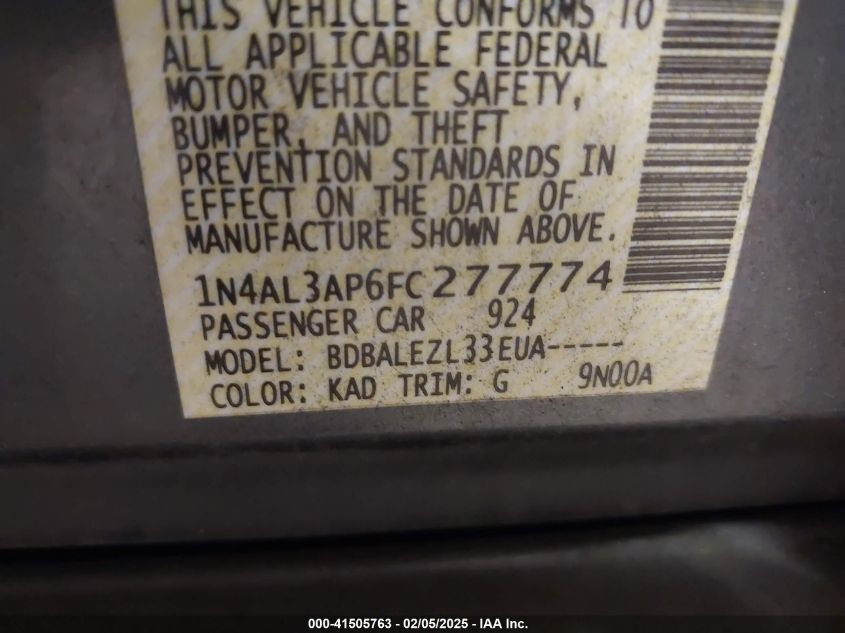 THIS VEHICLE CONFORMS TO
ALL APPLICABLE FEDERAL
MOTOR VEHICLE SAFETY,
BUMPER, AND THEFT
PREVENTION STANDARDS IN
EFFECT ON THE DATE OF
MANUFACTURE SHOWN ABOVE.
1N4AL3AP6FC277774
PASSENGER CAR 924
MODEL: BDBALEZL33EUA-----
COLOR: KAD TRIM: G 9N00A
000-41505763 - 02/05/2025 - IAA Inc.